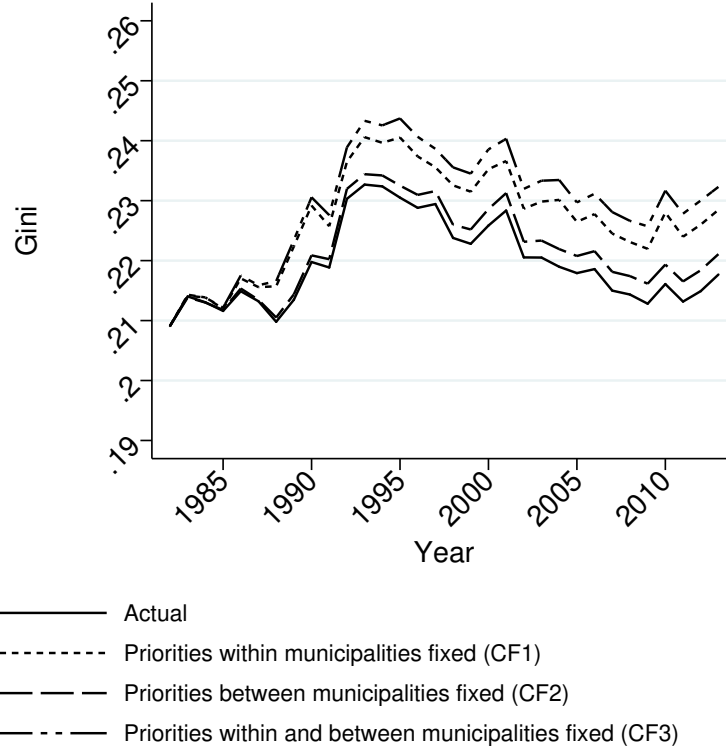 .26
.25
.24
.23
.22
.21
.2
.19
Gini
1985 1990 1995 2000 2005 2010
Year
Actual
Priorities within municipalities fixed (CF1)
Priorities between municipalities fixed (CF2)
Priorities within and between municipalities fixed (CF3)